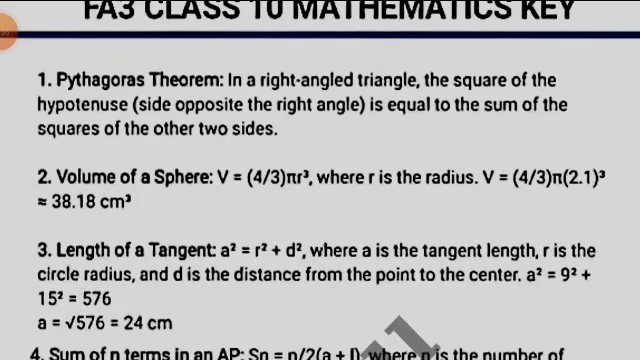 FA3 CLASS 10 MATHEMATICS KEY
1. Pythagoras Theorem: In a right-angled triangle, the square of the
hypotenuse (side opposite the right angle) is equal to the sum of the
squares of the other two sides.
2. Volume of a Sphere: V = (4/3)πr³, where r is the radius. V = (4/3)π(2.1)³
≈ 38.18 cm³
3. Length of a Tangent: a² = r² + d², where a is the tangent length, r is the
circle radius, and d is the distance from the point to the center. a² = 9² +
15² = 576
a = √576 = 24 cm
4. Sum of n terms in an AP: Sn = n/2(a + l), where n is the number of